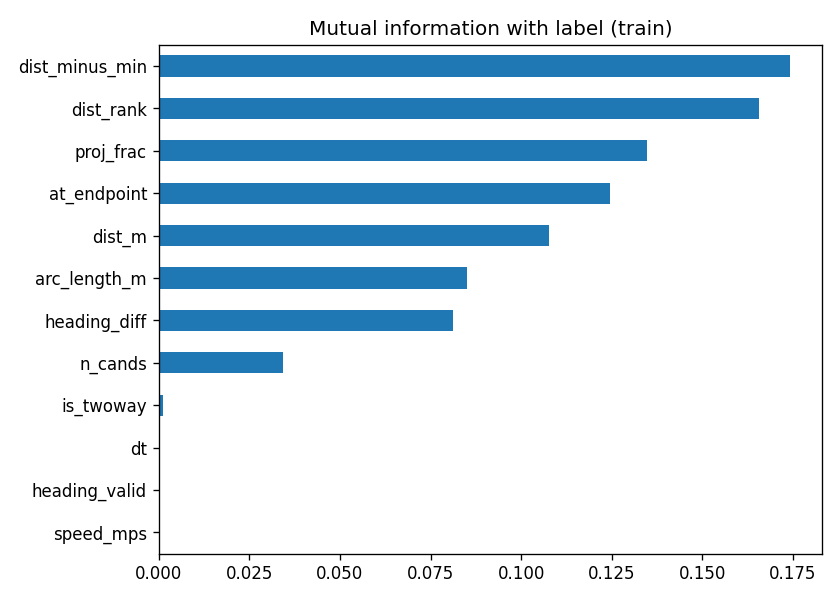 Mutual information with label (train)
dist_minus_min
dist_rank
proj_frac
at_endpoint
dist_m
arc_length_m
heading_diff
n_cands
is_twoway
dt
heading_valid
speed_mps
0.000 0.025 0.050 0.075 0.100 0.125 0.150 0.175